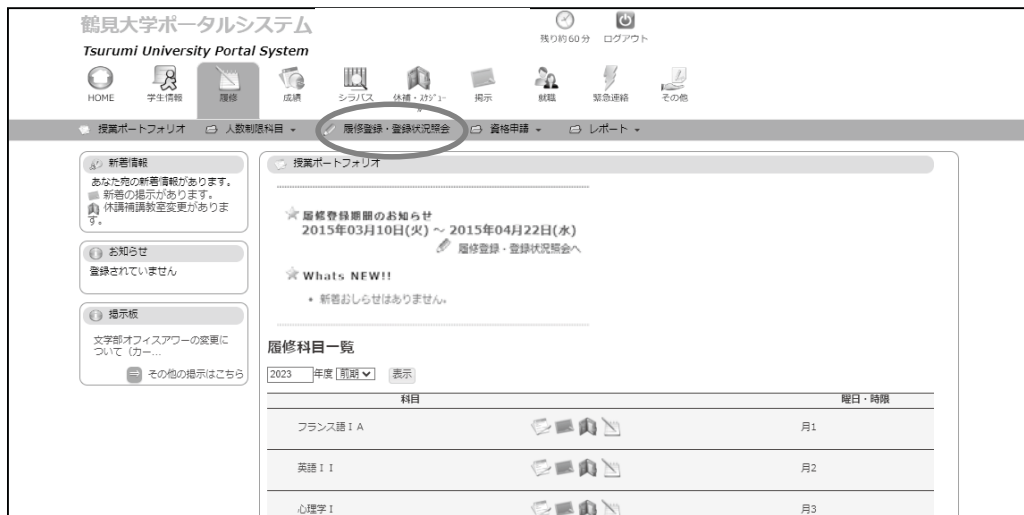 鶴見大学ポータルシステム
Tsurumi University Portal System
残り約60分 ログアウト
HOME 学生情報 履修 成績 シラバス 休補・ｽｹｼﾞｭｰ 掲示 就職 緊急連絡 その他
授業ポートフォリオ 人数制限科目 履修登録・登録状況照会 資格申請 レポート
新着情報
あなた宛の新着情報があります。
新着の掲示があります。
休講補講教室変更がありま
す。
お知らせ
登録されていません
掲示板
文学部オフィスアワーの変更に
ついて（カー...
その他の掲示はこちら
授業ポートフォリオ
履修登録期間のお知らせ
2015年03月10日(火) ～ 2015年04月22日(水)
履修登録・登録状況照会へ
Whats NEW!!
• 新着おしらせはありません。
履修科目一覧
2023 年度 前期 表示
科目 曜日・時限
フランス語ＩＡ 月1
英語ＩＩ 月2
心理学Ｉ 月3